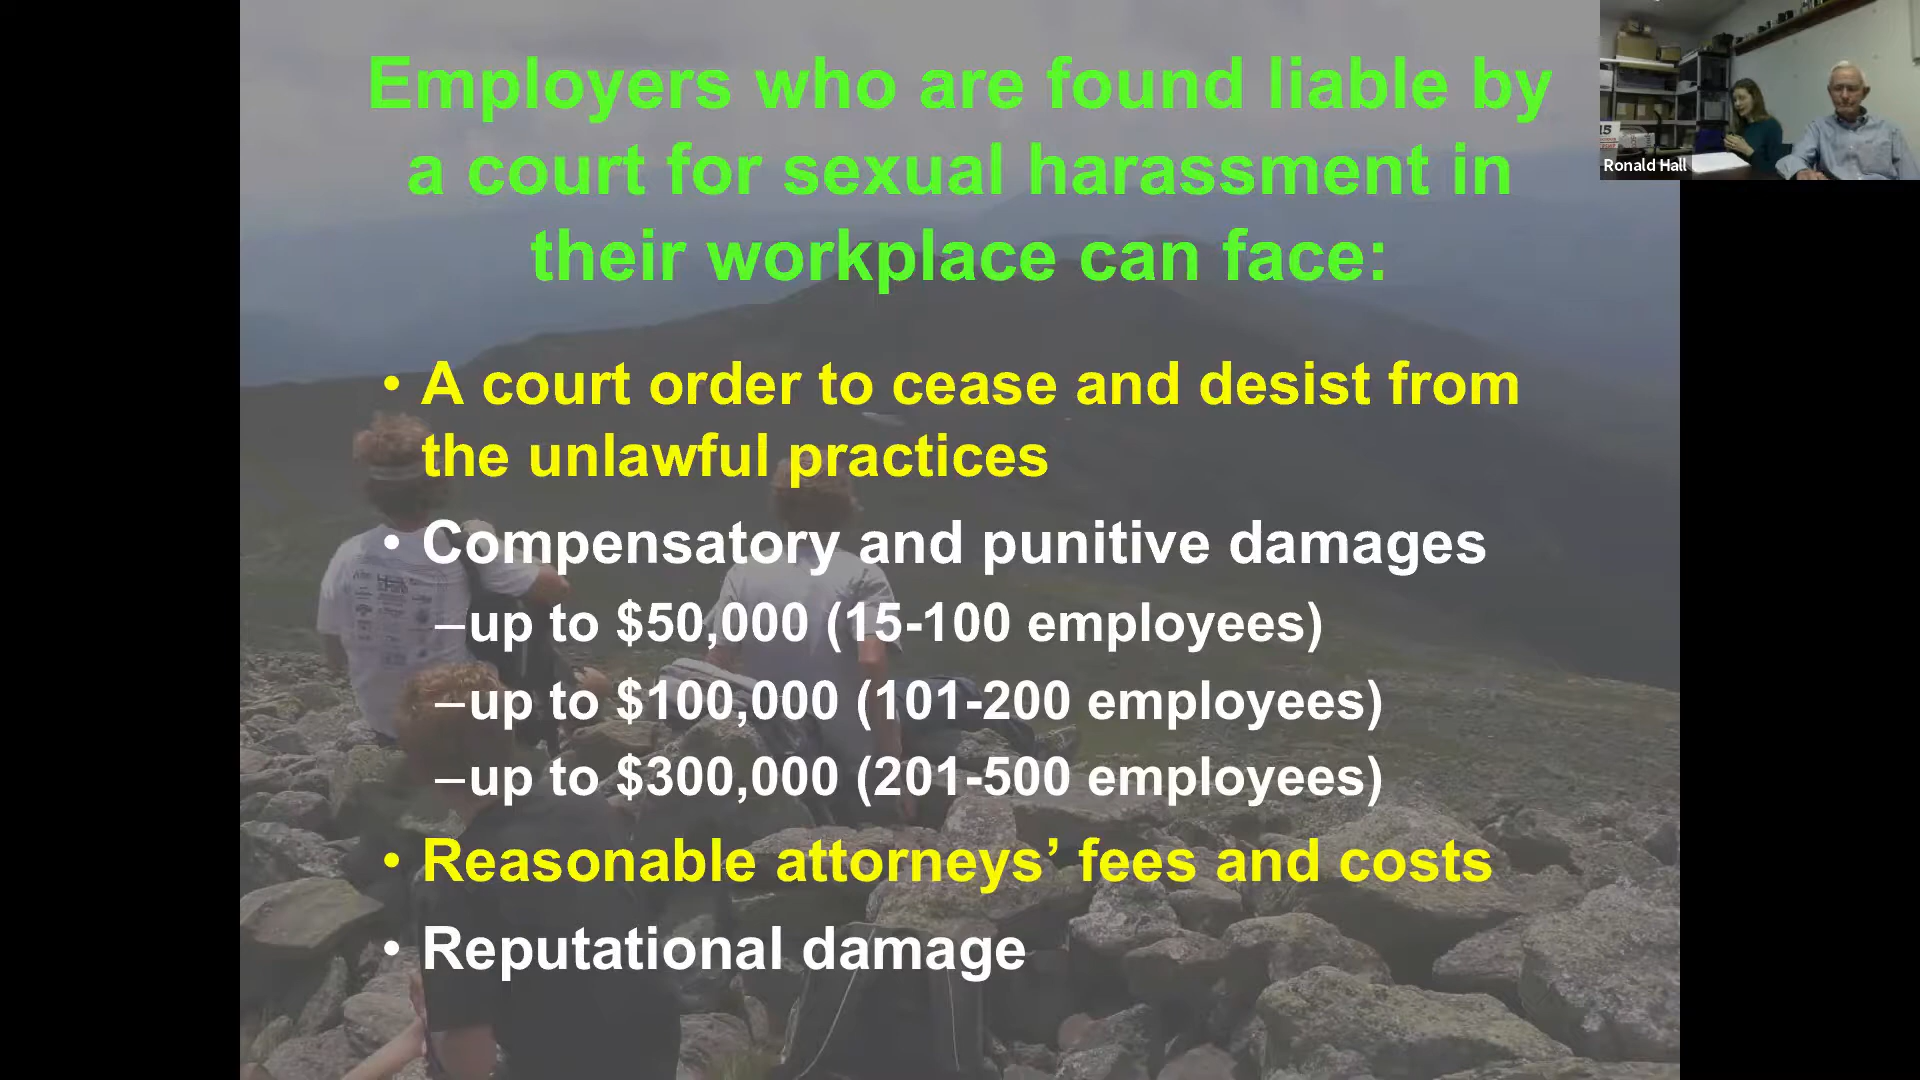 Employers who are found liable by
a court for sexual harassment in
their workplace can face:
• A court order to cease and desist from
the unlawful practices
• Compensatory and punitive damages
–up to $50,000 (15-100 employees)
–up to $100,000 (101-200 employees)
–up to $300,000 (201-500 employees)
• Reasonable attorneys’ fees and costs
• Reputational damage
15
Ronald Hall